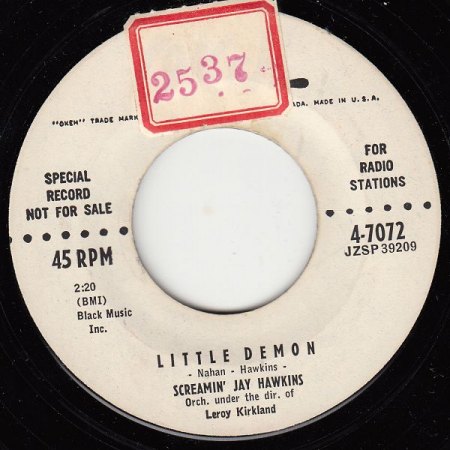 2537
"OKEH" TRADE MARK
ADA. MADE IN U.S.A.
SPECIAL
RECORD
NOT FOR SALE
FOR
RADIO
STATIONS
45 RPM
4-7072
JZSP 39209
2:20
(BMI)
Black Music
Inc.
LITTLE DEMON
- Nahan - Hawkins -
SCREAMIN' JAY HAWKINS
Orch. under the dir. of
Leroy Kirkland